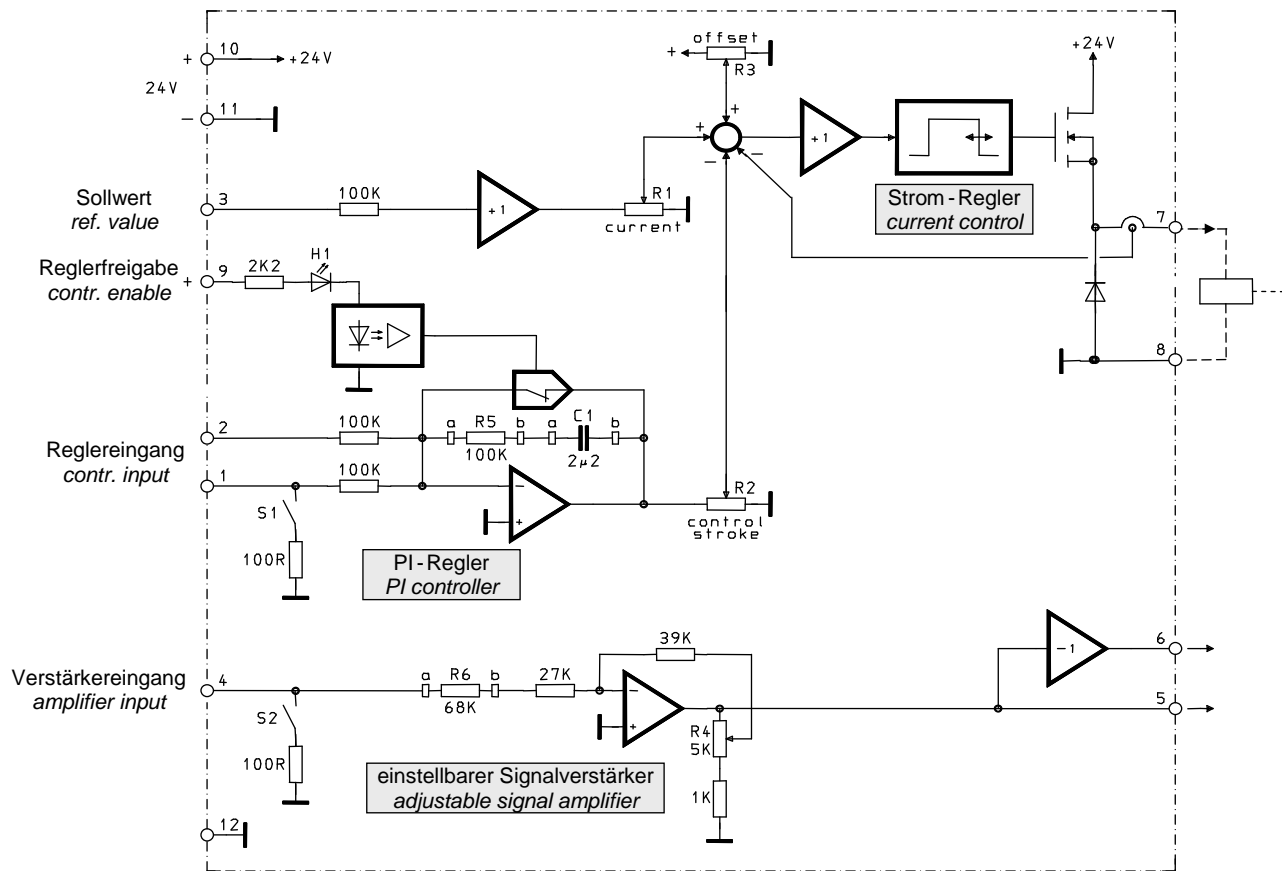 offset
+
R3
+24V
+ 10
+24V
24V
11
−
+
+
−
−
+1
Strom-Regler
current control
Sollwert
ref. value
3
100K
+1
R1
current
7
Reglerfreigabe
contr. enable
+ 9
2K2
H1
8
Reglereingang
contr. input
2
100K
a R5 b
100K
a C1 b
2µ2
1
100K
−
+
R2
control
stroke
S1
100R
PI-Regler
PI controller
Verstärkereingang
amplifier input
4
a R6 b
68K
27K
39K
−
+
R4
5K
1K
−1
6
5
S2
100R
einstellbarer Signalverstärker
adjustable signal amplifier
12